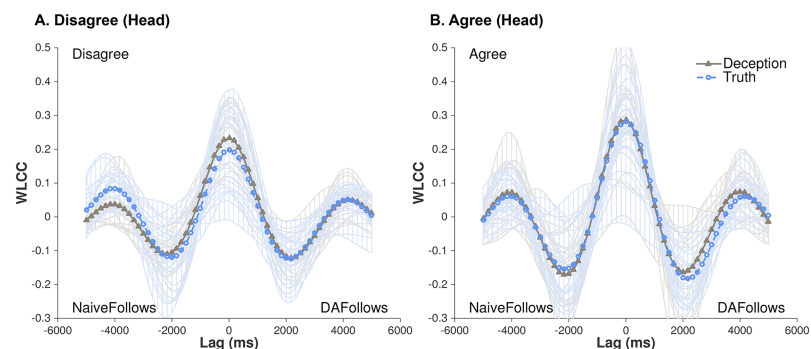 A. Disagree (Head)
Disagree
0.5
0.4
0.3
0.2
0.1
0
-0.1
-0.2
-0.3
WLCC
NaiveFollows
DAFollows
-6000 -4000 -2000 0 2000 4000 6000
Lag (ms)
B. Agree (Head)
Agree
Deception
Truth
0.5
0.4
0.3
0.2
0.1
0
-0.1
-0.2
-0.3
WLCC
NaiveFollows
DAFollows
-6000 -4000 -2000 0 2000 4000 6000
Lag (ms)